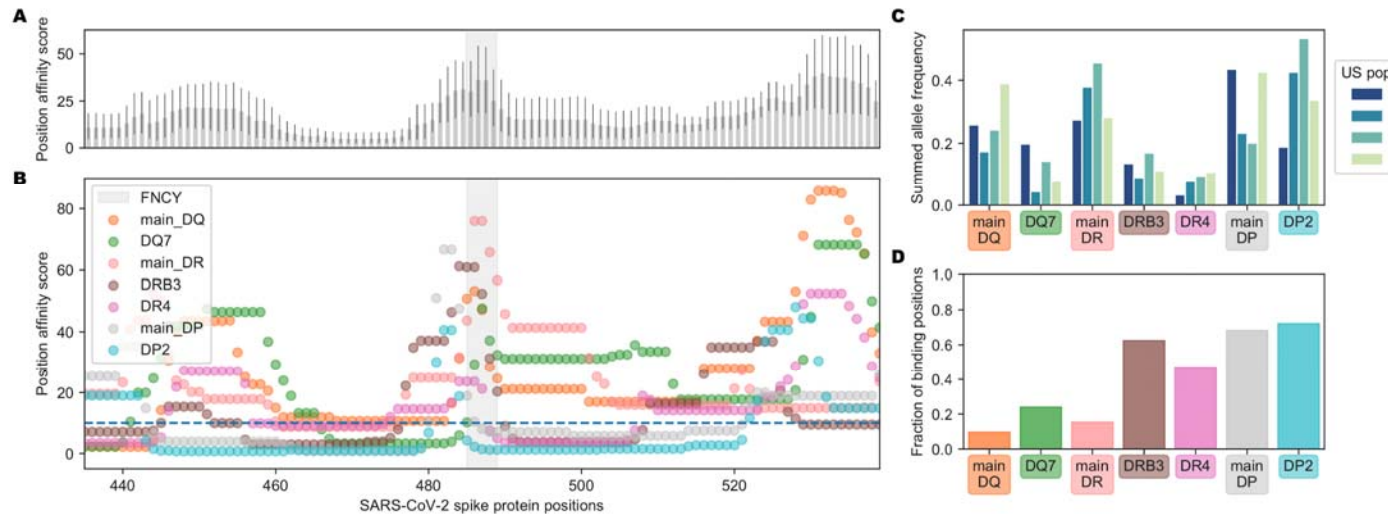 A
Position affinity score
50
25
0
B
Position affinity score
80
60
40
20
0
FNCY
main_DQ
DQ7
main_DR
DRB3
DR4
main_DP
DP2
440
460
480
500
520
SARS-CoV-2 spike protein positions
C
Summed allele frequency
0.4
0.2
0.0
main
DQ
DQ7
main
DR
DRB3
DR4
main
DP
DP2
US pop
D
Fraction of binding positions
1.0
0.8
0.6
0.4
0.2
0.0
main
DQ
DQ7
main
DR
DRB3
DR4
main
DP
DP2